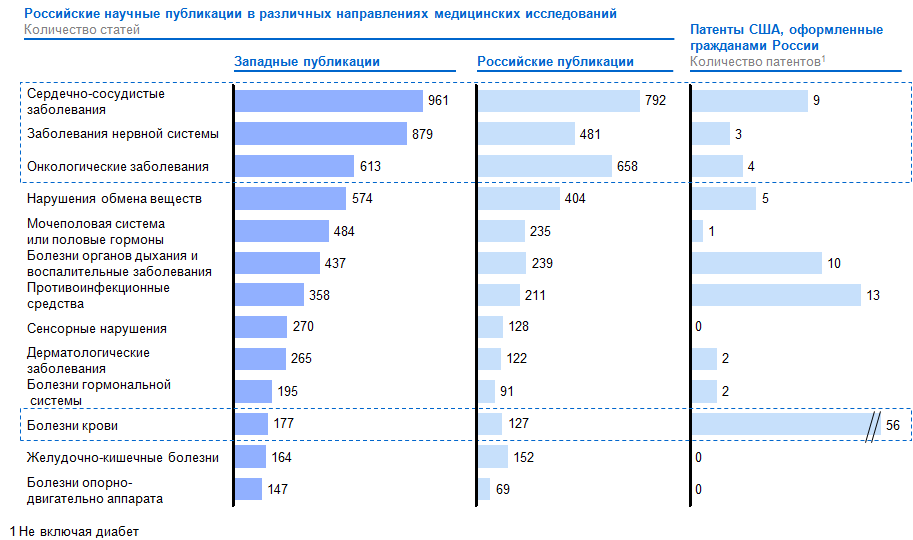 Российские научные публикации в различных направлениях медицинских исследований
Количество статей
Патенты США, оформленные
гражданами России
Количество патентов1
Западные публикации
Российские публикации
Сердечно-сосудистые
заболевания
961
792
9
Заболевания нервной системы
879
481
3
Онкологические заболевания
613
658
4
Нарушения обмена веществ
574
404
5
Мочеполовая система
или половые гормоны
484
235
1
Болезни органов дыхания и
воспалительные заболевания
437
239
10
Противоинфекционные
средства
358
211
13
Сенсорные нарушения
270
128
0
Дерматологические
заболевания
265
122
2
Болезни гормональной
системы
195
91
2
Болезни крови
177
127
56
Желудочно-кишечные болезни
164
152
0
Болезни опорно-
двигательно аппарата
147
69
0
1 Не включая диабет